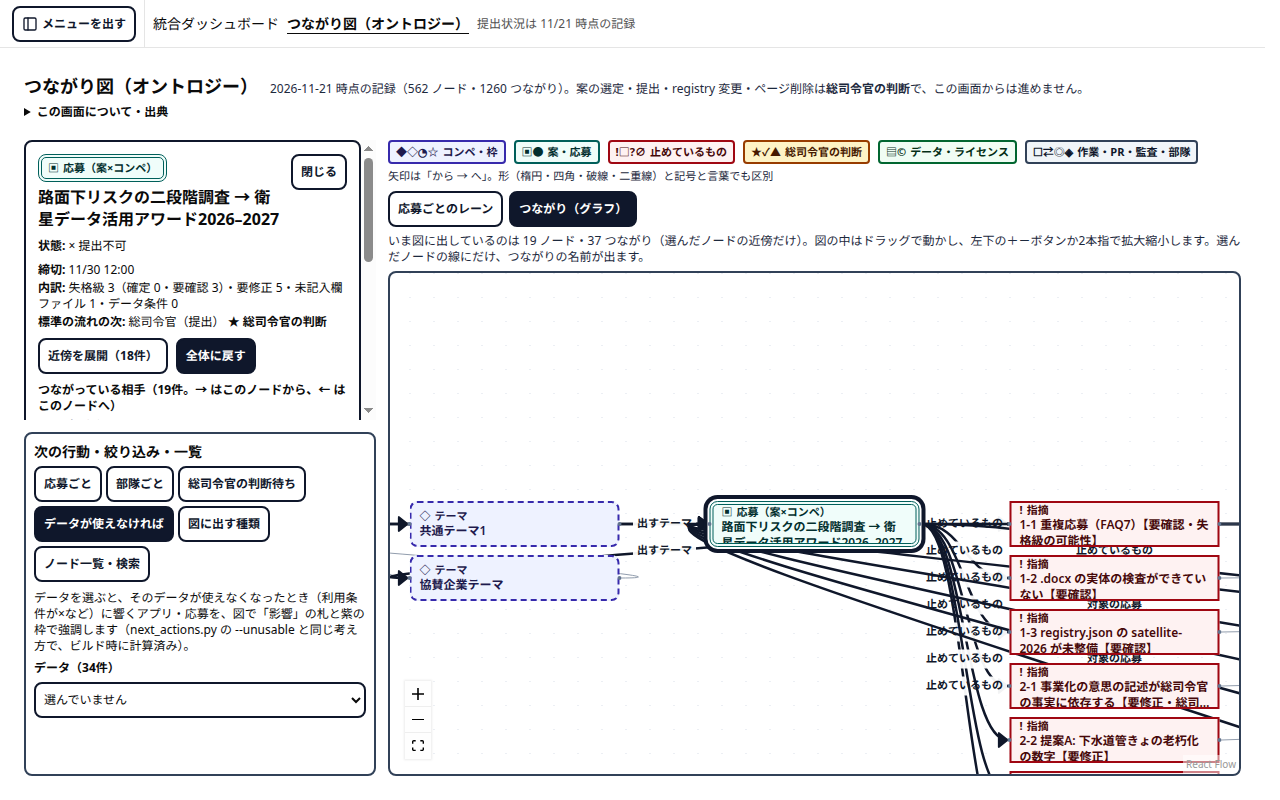 メニューを出す
統合ダッシュボード つながり図（オントロジー） 提出状況は 11/21 時点の記録
つながり図（オントロジー） 2026-11-21 時点の記録（562 ノード・1260 つながり）。案の選定・提出・registry 変更・ページ削除は総司令官の判断で、この画面からは進めません。
▶ この画面について・出典
▣ 応募（案×コンペ）
閉じる
路面下リスクの二段階調査 → 衛
星データ活用アワード2026–2027
状態: × 提出不可
締切: 11/30 12:00
内訳: 失格級 3（確定 0・要確認 3）・要修正 5・未記入欄
ファイル 1・データ条件 0
標準の流れの次: 総司令官（提出） ★ 総司令官の判断
近傍を展開（18件） 全体に戻す
つながっている相手（19件。→ はこのノードから、← は
このノードへ）
次の行動・絞り込み・一覧
応募ごと 部隊ごと 総司令官の判断待ち
データが使えなければ 図に出す種類
ノード一覧・検索
データを選ぶと、そのデータが使えなくなったとき（利用条
件が×など）に響くアプリ・応募を、図で「影響」の札と紫の
枠で強調します（next_actions.py の --unusable と同じ考え
方で、ビルド時に計算済み）。
データ（34件）
選んでいません
◆◇◔☆ コンペ・枠 ▣● 案・応募 !□?⊘ 止めているもの ★✓▲ 総司令官の判断 ▤© データ・ライセンス □⇄◎◈ 作業・PR・監査・部隊
矢印は「から → へ」。形（楕円・四角・破線・二重線）と記号と言葉でも区別
応募ごとのレーン つながり（グラフ）
いま図に出しているのは 19 ノード・37 つながり（選んだノードの近傍だけ）。図の中はドラッグで動かし、左下の＋−ボタンか2本指で拡大縮小します。選ん
だノードの線にだけ、つながりの名前が出ます。
◇ テーマ
共通テーマ1
◇ テーマ
協賛企業テーマ
出すテーマ
出すテーマ
▣ 応募（案×コンペ）
路面下リスクの二段階調査 → 衛
星データ活用アワード2026–2027
止めているもの
止めているもの
止めているもの
止めているもの
止めているもの
止めているもの
止めているもの
! 指摘
1-1 重複応募（FAQ7）【要確認・失
格級の可能性】
止めているもの
! 指摘
1-2 .docx の実体の検査ができてい
ない【要確認】
対象の応募
! 指摘
1-3 registry.json の satellite-
2026 が未整備【要確認】
対象の応募
! 指摘
2-1 事業化の意思の記述が総司令官
の事実に依存する【要修正・総司...
! 指摘
2-2 提案A: 下水道管きょの老朽化
の数字【要修正】
React Flow